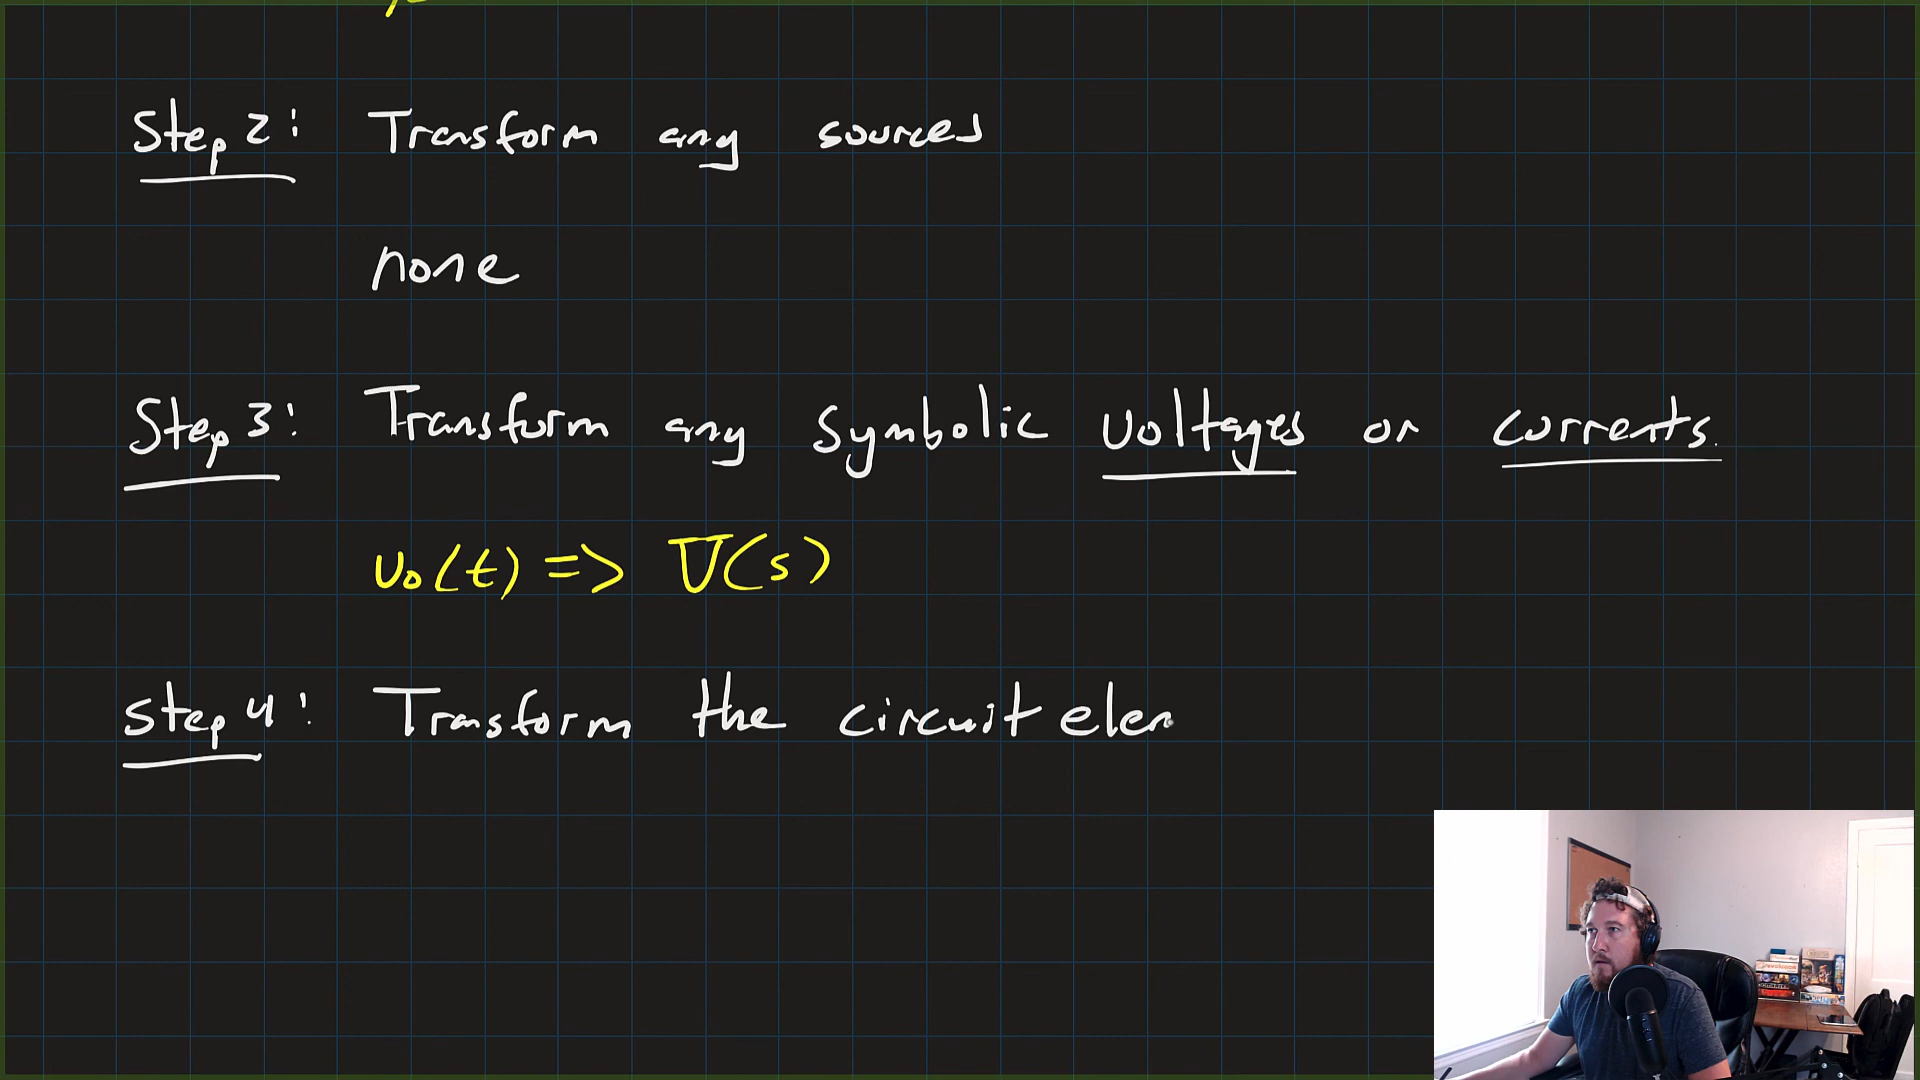 Step 2: Transform any sources
none
Step 3: Transform any symbolic voltages or currents.
v₀(t) => V(s)
Step 4: Transform the circuit elem